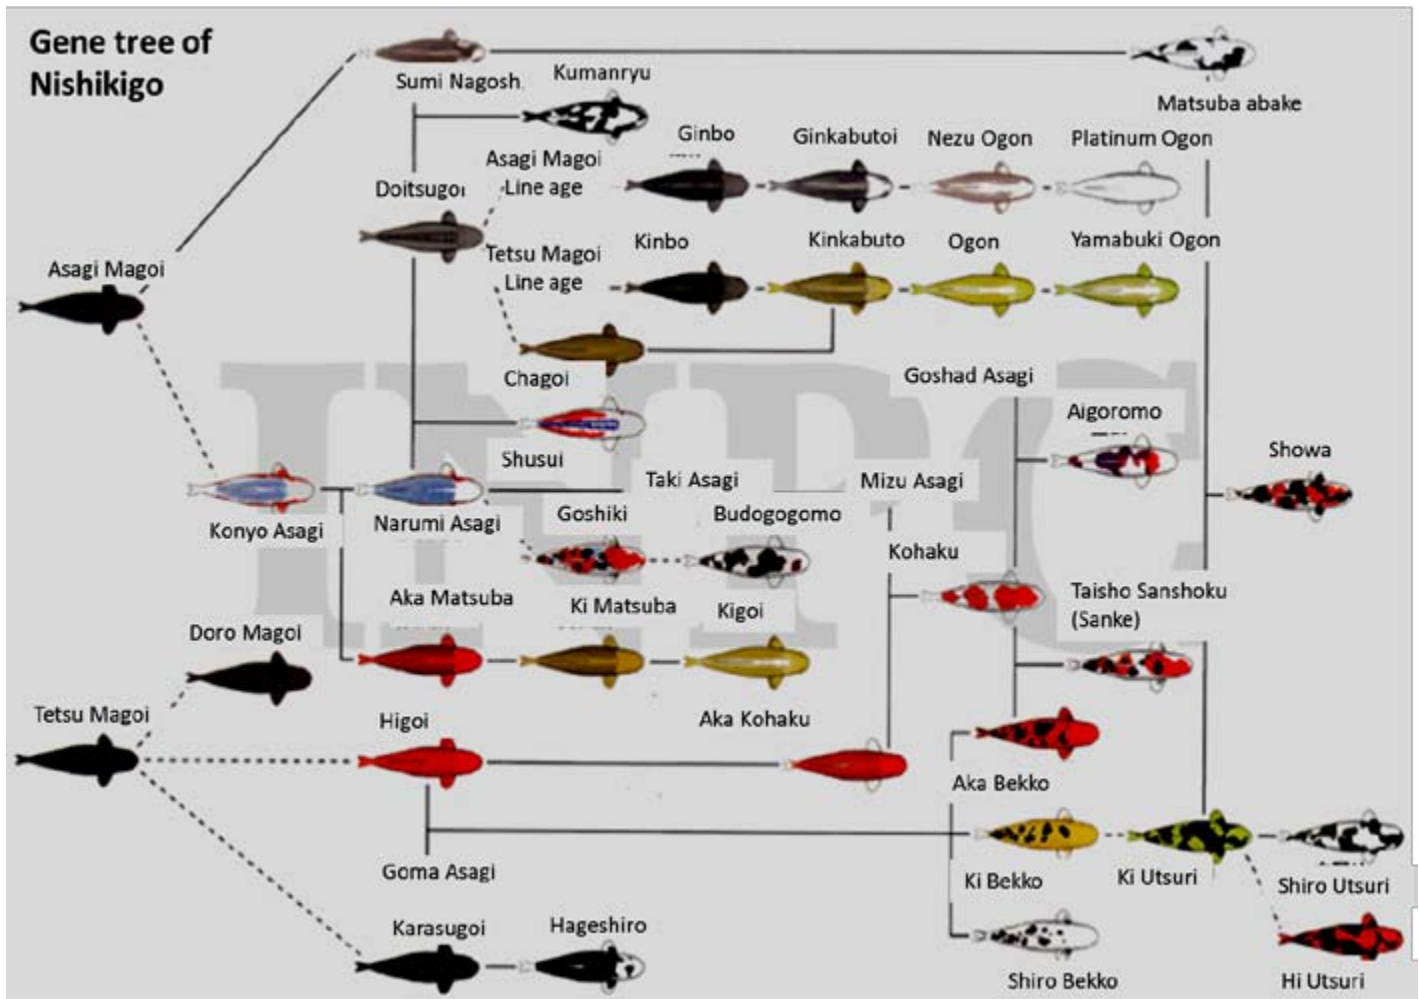 Gene tree of
Nishikigo
Sumi Nagosh.
Kumanryu
Matsuba abake
Ginbo
Ginkabutoi
Nezu Ogon
Platinum Ogon
Asagi Magoi
Line age
Doitsugoi
Tetsu Magoi
Line age
Kinbo
Kinkabuto
Ogon
Yamabuki Ogon
Asagi Magoi
Chagoi
Goshad Asagi
Aigoromo
Showa
Shusui
Taki Asagi
Mizu Asagi
Konyo Asagi
Narumi Asagi
Goshiki
Budogogomo
Kohaku
Aka Matsuba
Ki Matsuba
Kigoi
Taisho Sanshoku
(Sanke)
Doro Magoi
Tetsu Magoi
Higoi
Aka Kohaku
Aka Bekko
Goma Asagi
Ki Bekko
Ki Utsuri
Shiro Utsuri
Karasugoi
Hageshiro
Shiro Bekko
Hi Utsuri